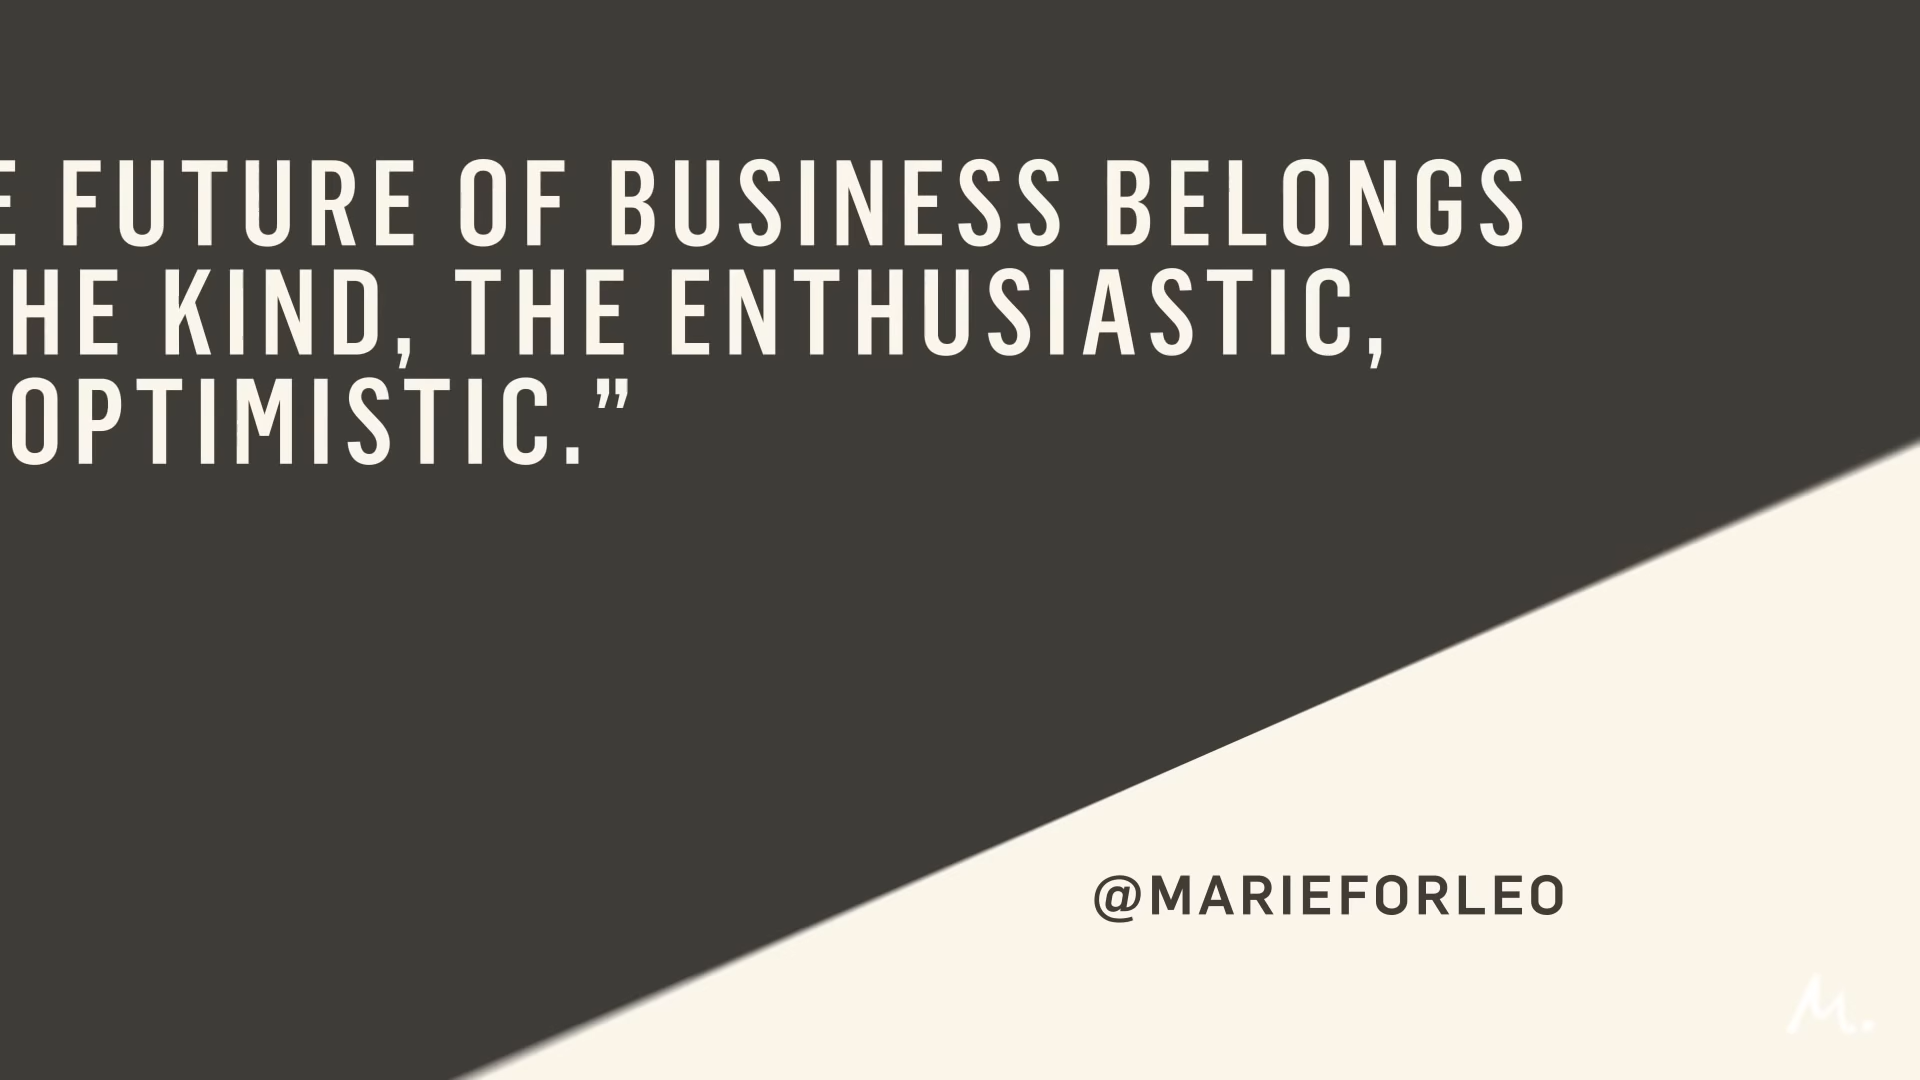 E FUTURE OF BUSINESS BELONGS
HE KIND, THE ENTHUSIASTIC,
OPTIMISTIC.”
@MARIEFORLEO
M.